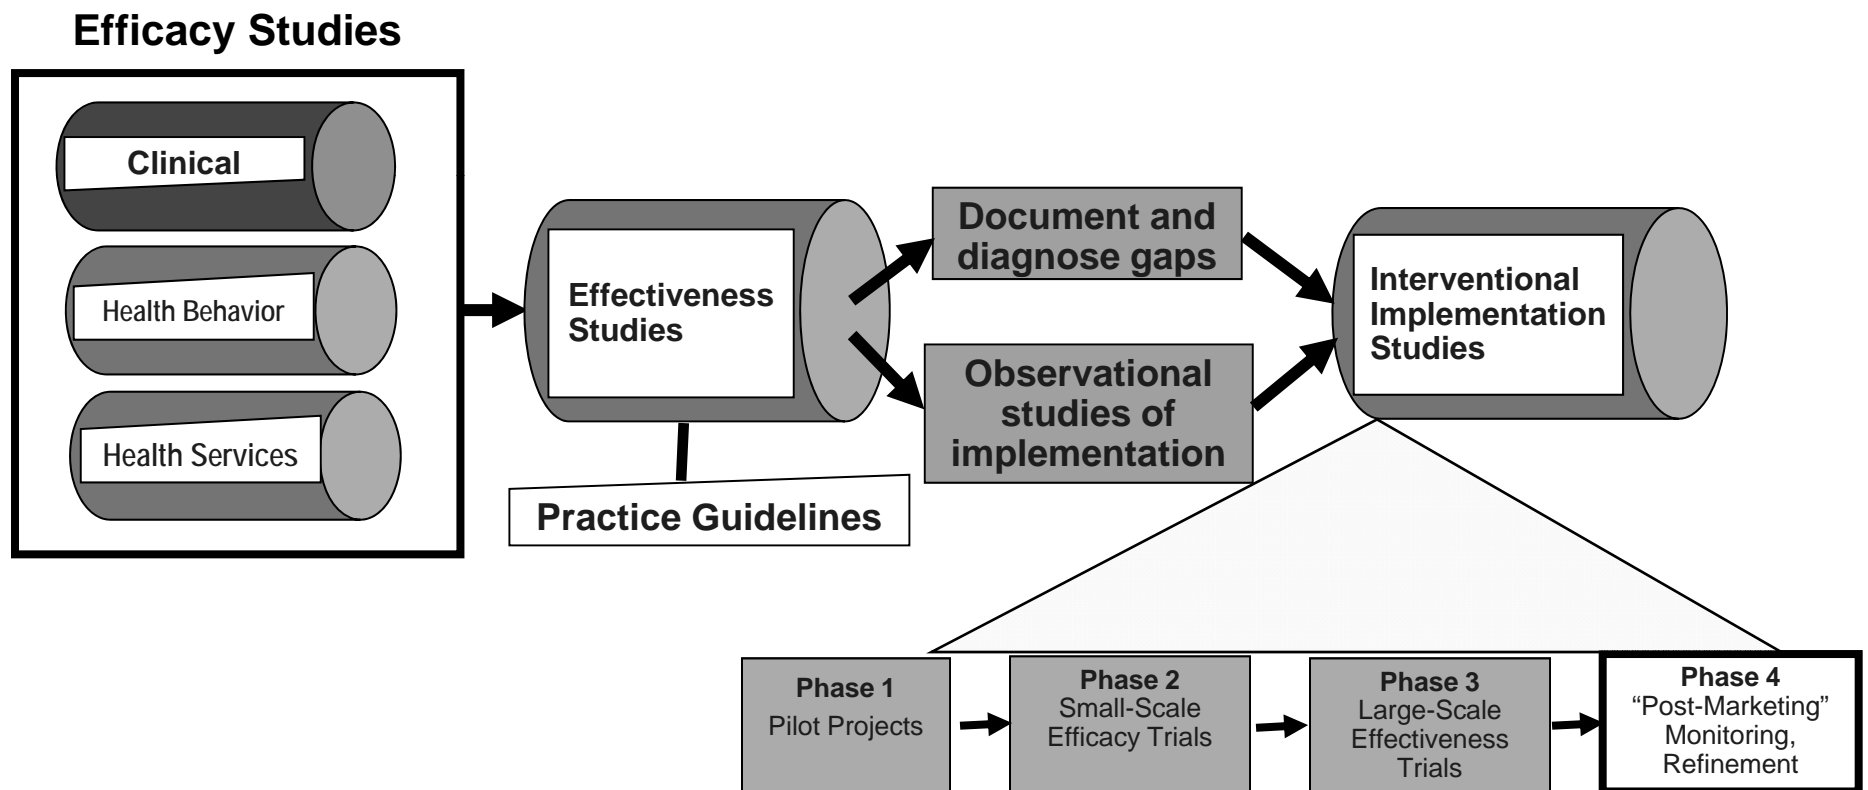 Efficacy Studies
Clinical
Health Behavior
Health Services
Effectiveness
Studies
Practice Guidelines
Document and
diagnose gaps
Observational
studies of
implementation
Interventional
Implementation
Studies
Phase 1
Pilot Projects
Phase 2
Small-Scale
Efficacy Trials
Phase 3
Large-Scale
Effectiveness
Trials
Phase 4
“Post-Marketing”
Monitoring,
Refinement